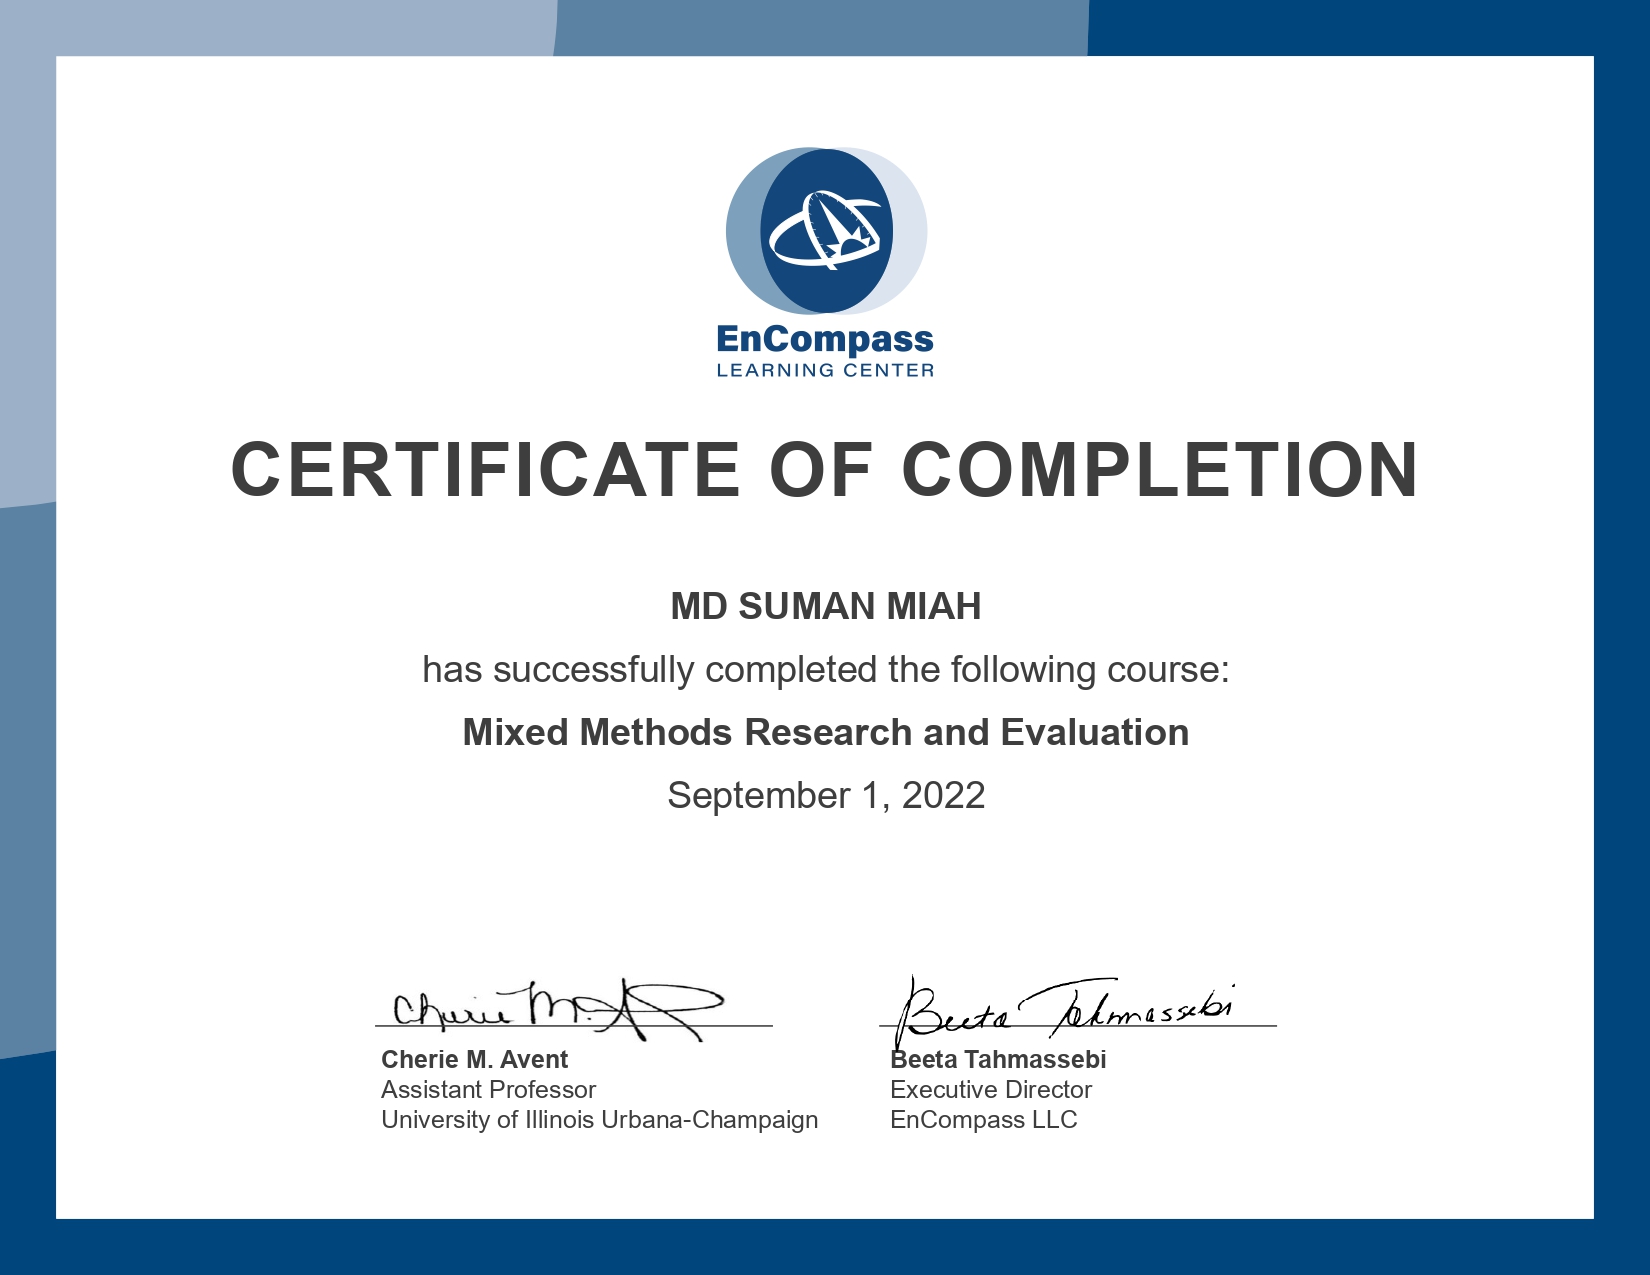 EnCompass
LEARNING CENTER
CERTIFICATE OF COMPLETION
MD SUMAN MIAH
has successfully completed the following course:
Mixed Methods Research and Evaluation
September 1, 2022
Cherie M. A
Beeta Tahmassebi
Cherie M. Avent
Assistant Professor
University of Illinois Urbana-Champaign
Beeta Tahmassebi
Executive Director
EnCompass LLC